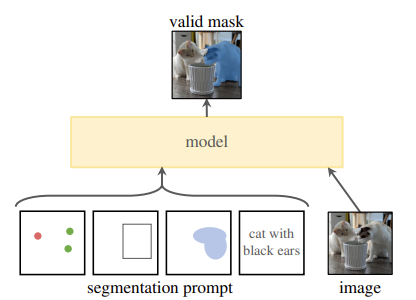 valid mask
model
cat with
black ears
segmentation prompt
image